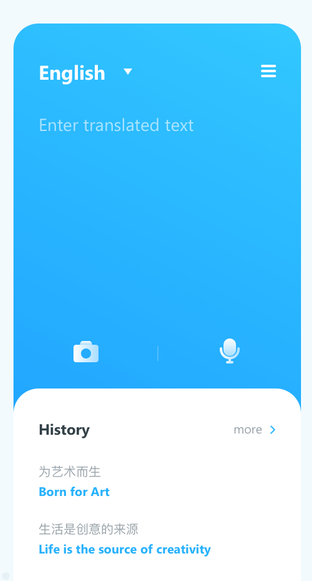 English
Enter translated text
History
more
为艺术而生
Born for Art
生活是创意的来源
Life is the source of creativity